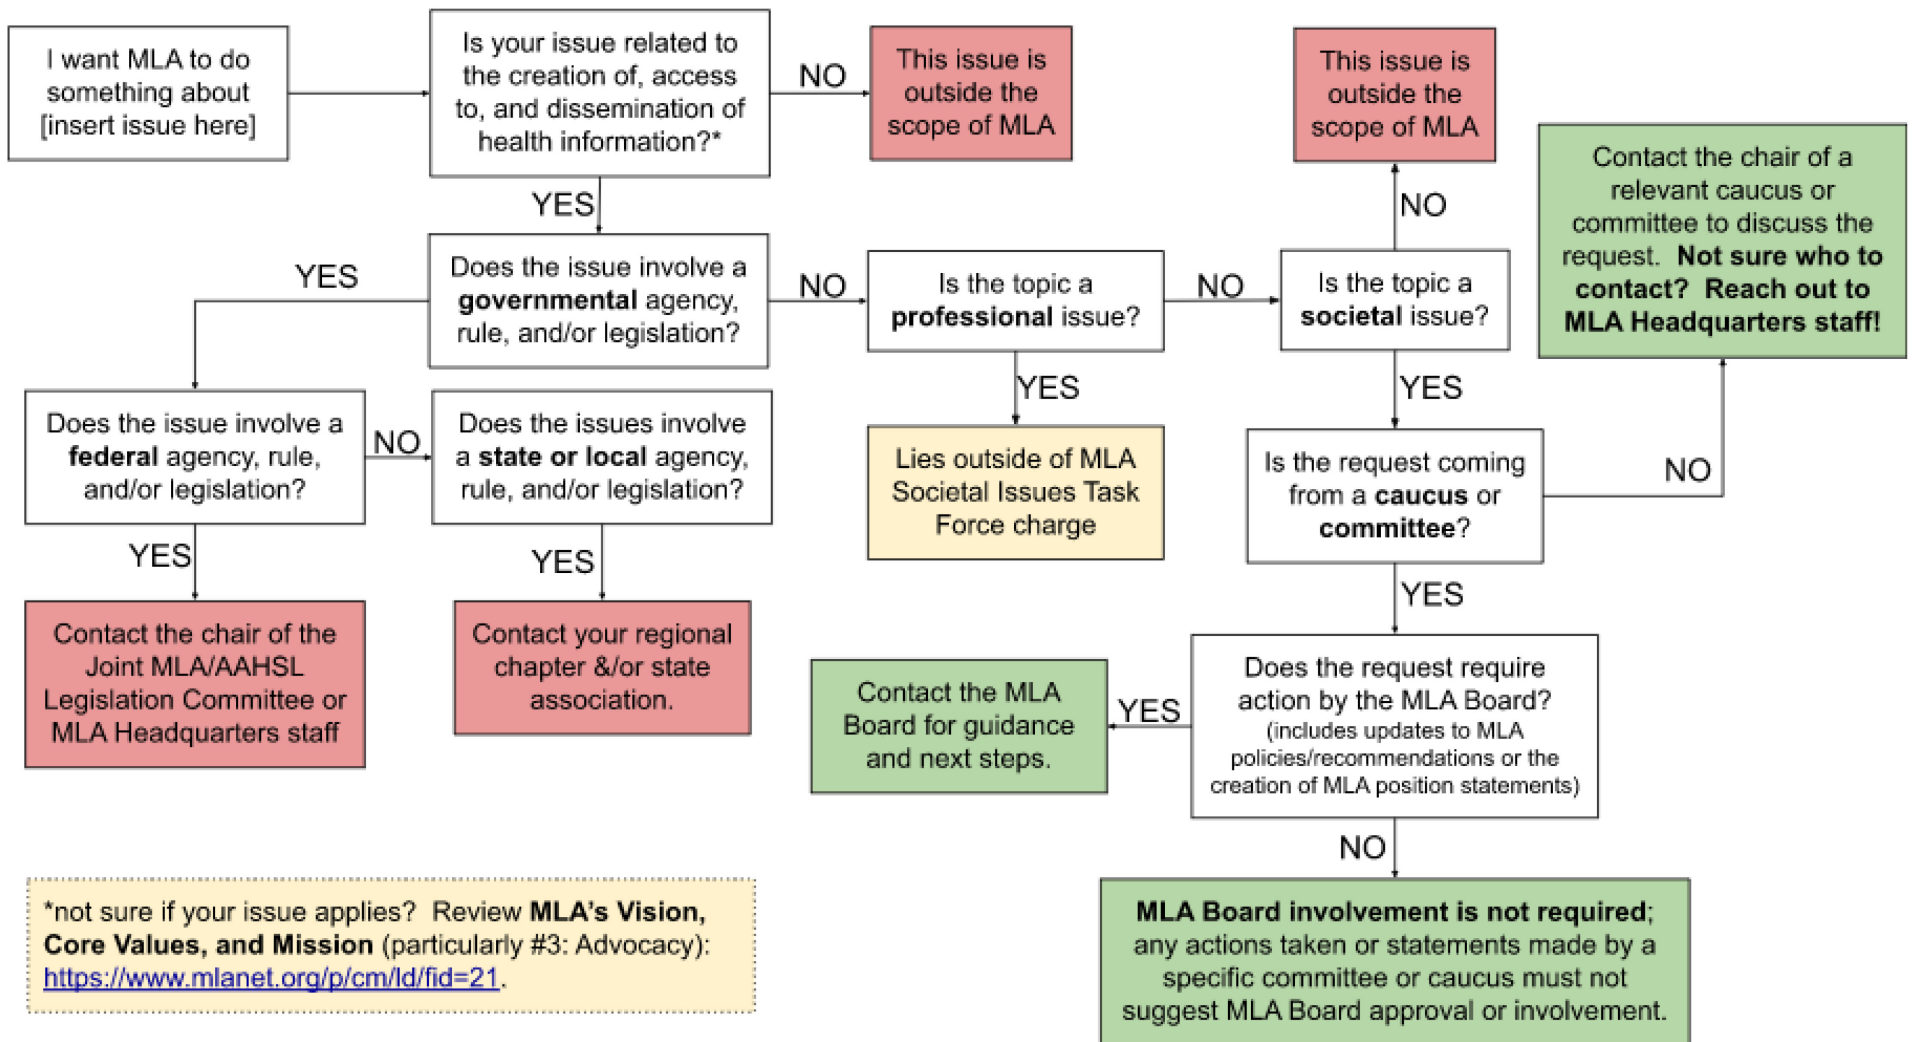 I want MLA to do
something about
[insert issue here]
Is your issue related to
the creation of, access
to, and dissemination of
health information?*
NO
This issue is
outside the
scope of MLA
This issue is
outside the
scope of MLA
NO
Contact the chair of a
relevant caucus or
committee to discuss the
request.  Not sure who to
contact?  Reach out to
MLA Headquarters staff!
YES
YES
Does the issue involve a
governmental agency,
rule, and/or legislation?
NO
Is the topic a
professional issue?
NO
Is the topic a
societal issue?
YES
YES
Does the issue involve a
federal agency, rule,
and/or legislation?
NO
Does the issues involve
a state or local agency,
rule, and/or legislation?
Lies outside of MLA
Societal Issues Task
Force charge
Is the request coming
from a caucus or
committee?
NO
YES
YES
YES
Contact the chair of the
Joint MLA/AAHSL
Legislation Committee or
MLA Headquarters staff
Contact your regional
chapter &/or state
association.
Contact the MLA
Board for guidance
and next steps.
YES
Does the request require
action by the MLA Board?
(includes updates to MLA
policies/recommendations or the
creation of MLA position statements)
NO
*not sure if your issue applies?  Review MLA's Vision,
Core Values, and Mission (particularly #3: Advocacy):
https://www.mlanet.org/p/cm/ld/fid=21.
MLA Board involvement is not required;
any actions taken or statements made by a
specific committee or caucus must not
suggest MLA Board approval or involvement.